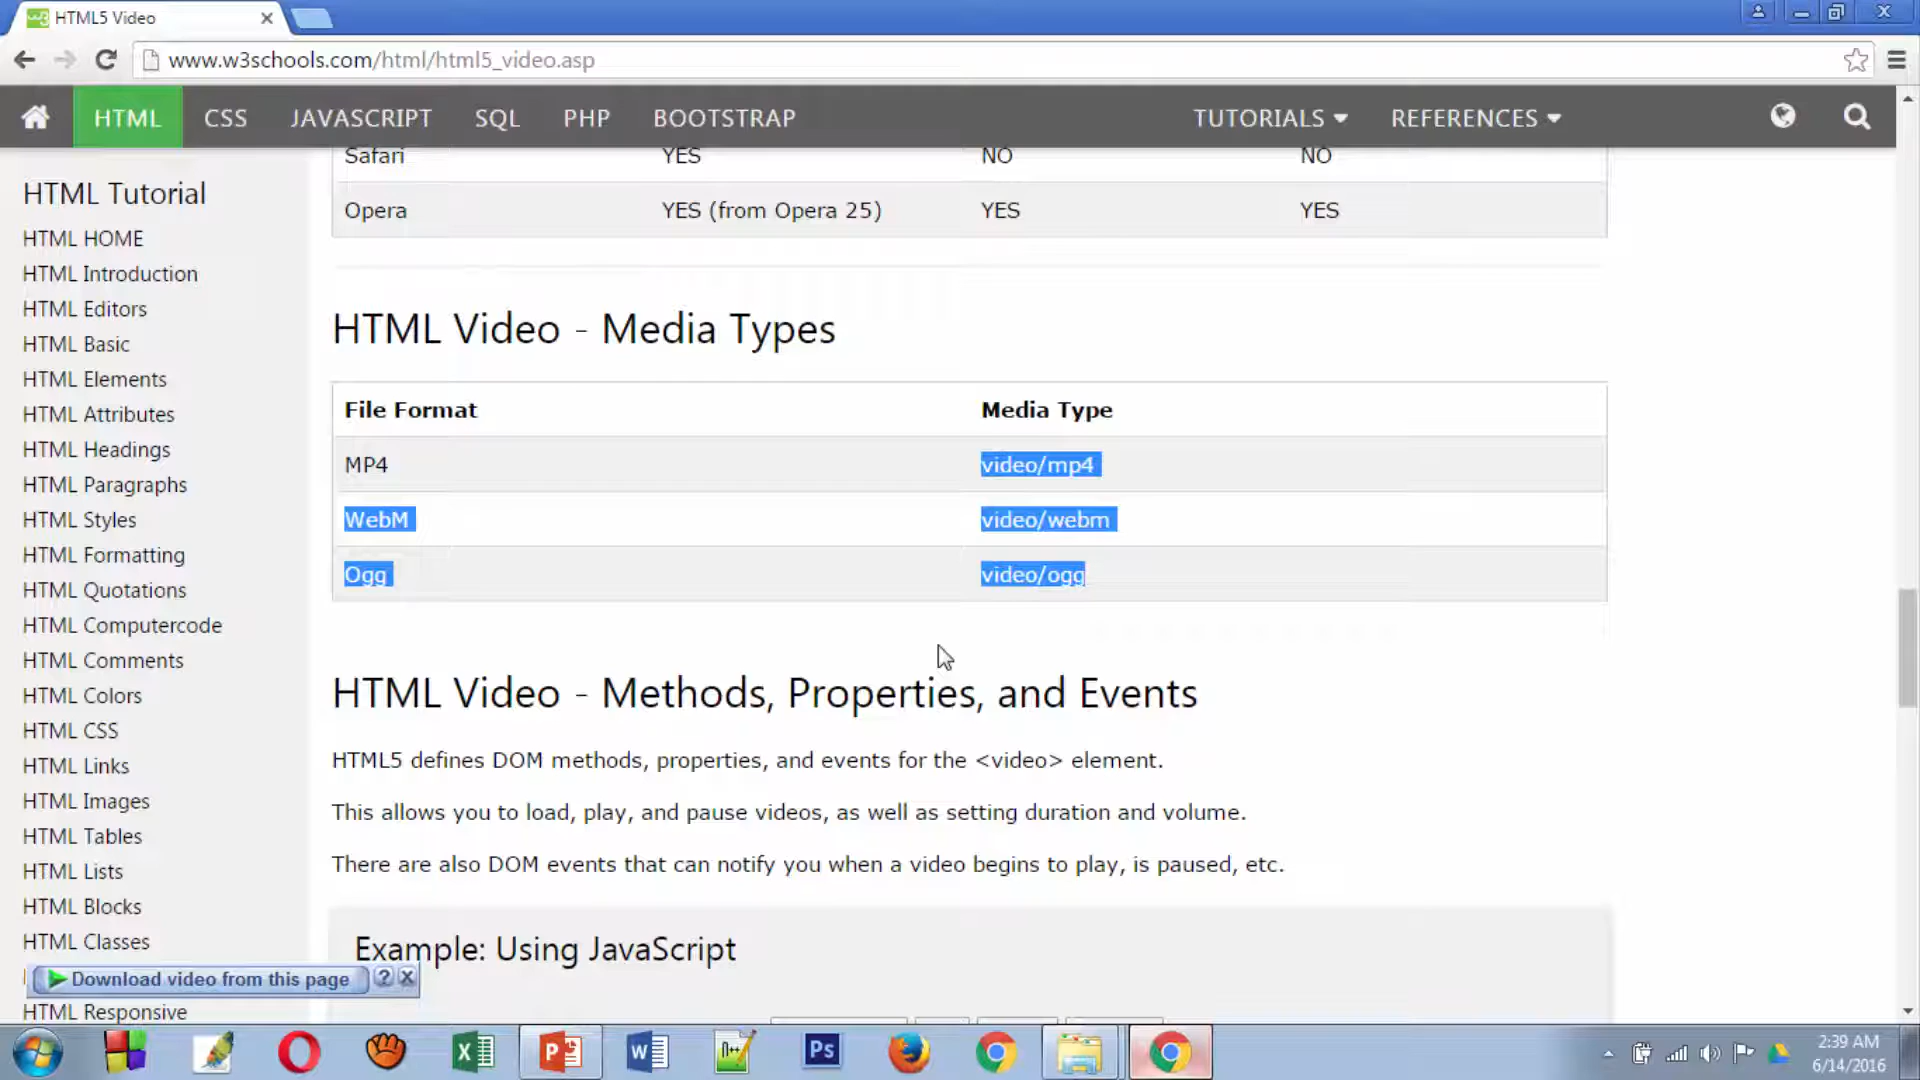 HTML5 Video
www.w3schools.com/html/html5_video.asp
HTML CSS JAVASCRIPT SQL PHP BOOTSTRAP TUTORIALS REFERENCES
HTML Tutorial
HTML HOME
HTML Introduction
HTML Editors
HTML Basic
HTML Elements
HTML Attributes
HTML Headings
HTML Paragraphs
HTML Styles
HTML Formatting
HTML Quotations
HTML Computercode
HTML Comments
HTML Colors
HTML CSS
HTML Links
HTML Images
HTML Tables
HTML Lists
HTML Blocks
HTML Classes
HTML Responsive
Safari YES NO NO
Opera YES (from Opera 25) YES YES
HTML Video - Media Types
File Format Media Type
MP4 video/mp4
WebM video/webm
Ogg video/ogg
HTML Video - Methods, Properties, and Events
HTML5 defines DOM methods, properties, and events for the <video> element.
This allows you to load, play, and pause videos, as well as setting duration and volume.
There are also DOM events that can notify you when a video begins to play, is paused, etc.
Example: Using JavaScript
Download video from this page
2:39 AM
6/14/2016